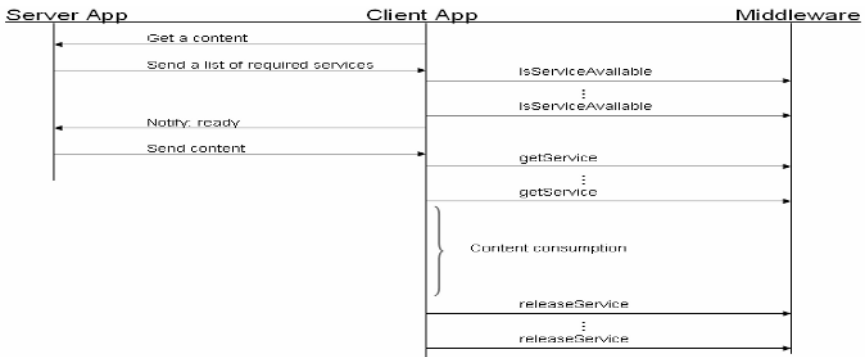 Server App Client App Middleware
Get a content
Send a list of required services
isServiceAvailable
⋮
isServiceAvailable
Notify: ready
Send content
getService
⋮
getService
Content consumption
releaseService
⋮
releaseService